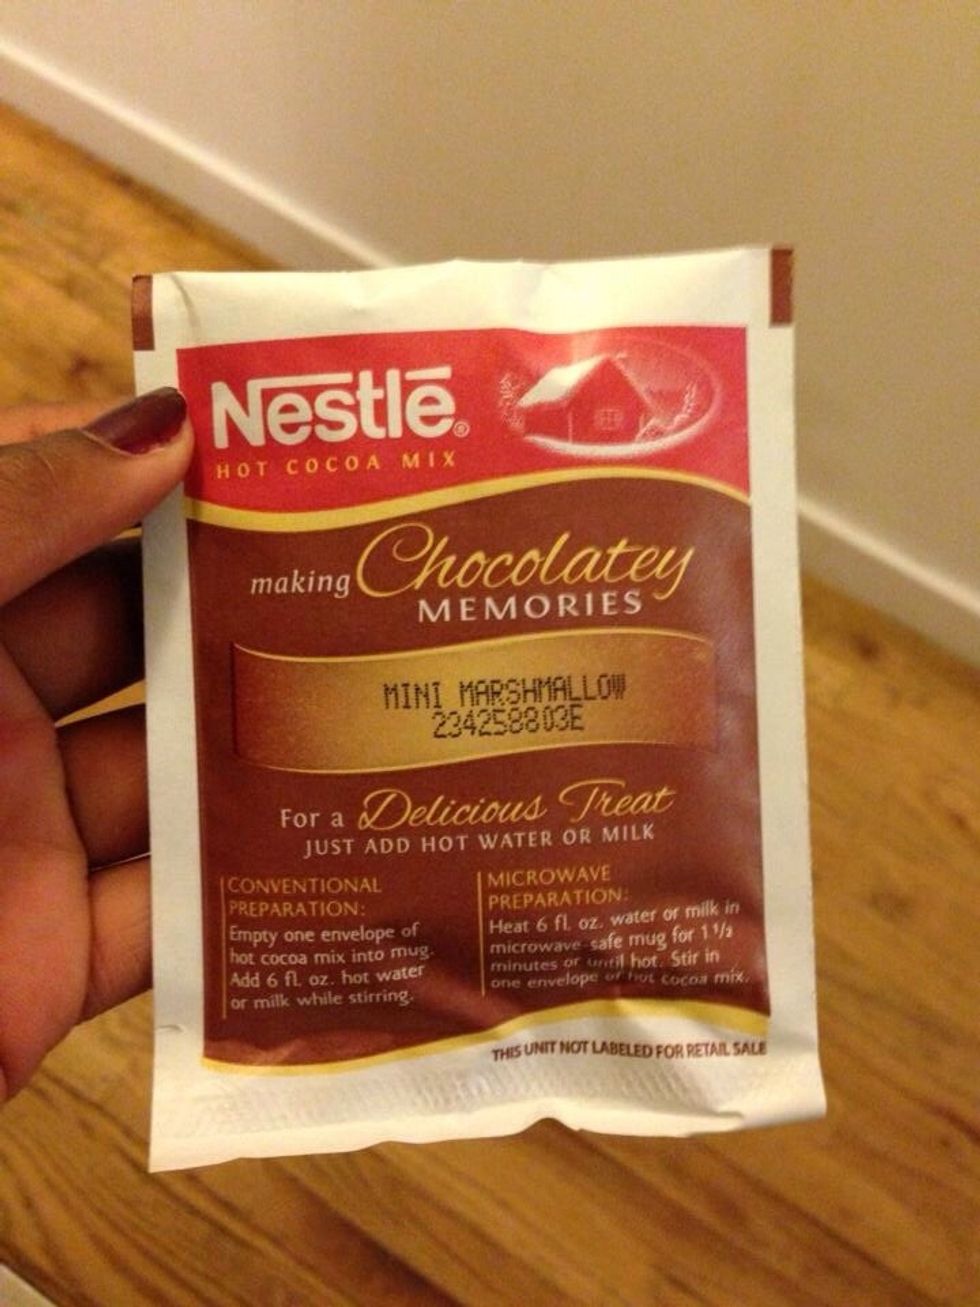 Nestlé®
HOT COCOA MIX
making Chocolatey
MEMORIES
MINI MARSHMALLOW
234258803E
For a Delicious Treat
JUST ADD HOT WATER OR MILK
CONVENTIONAL
PREPARATION:
Empty one envelope of
hot cocoa mix into mug.
Add 6 fl. oz. hot water
or milk while stirring.
MICROWAVE
PREPARATION:
Heat 6 fl. oz. water or milk in
microwave-safe mug for 1 1/2
minutes or until hot. Stir in
one envelope of hot cocoa mix.
THIS UNIT NOT LABELED FOR RETAIL SALE